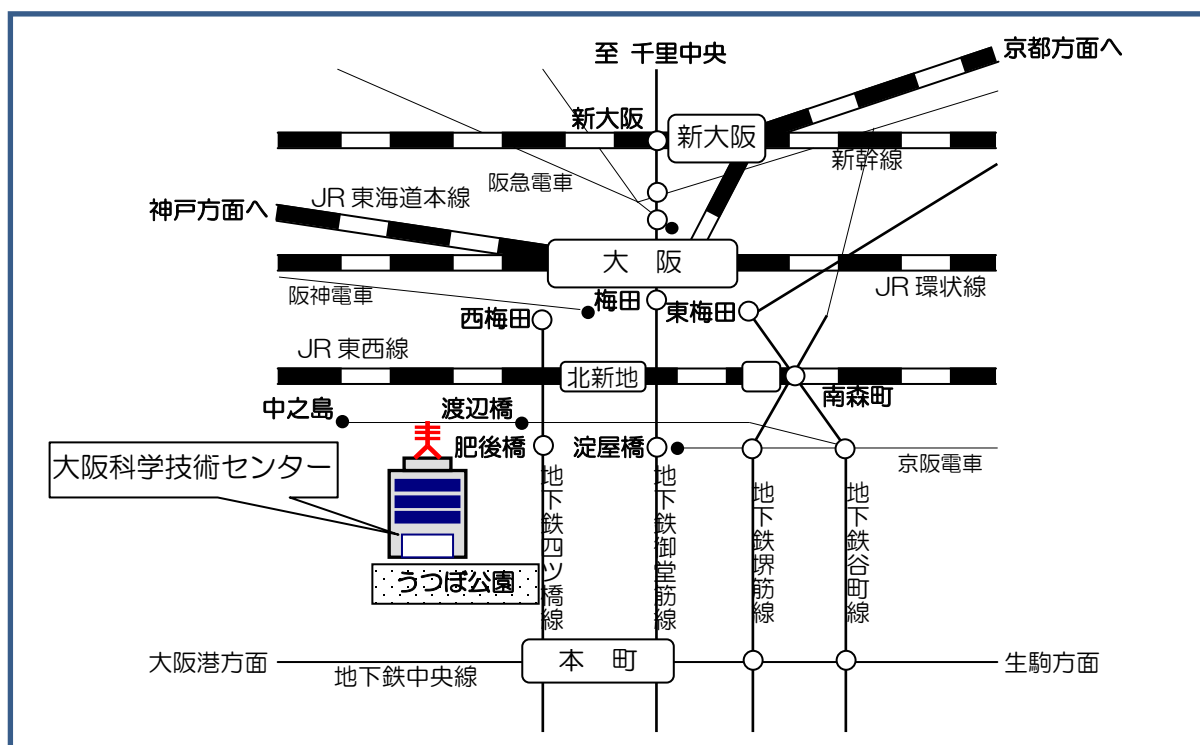 至 千里中央
京都方面へ
新大阪
新大阪
新幹線
阪急電車
JR 東海道本線
神戸方面へ
大 阪
JR 環状線
阪神電車
梅田
東梅田
西梅田
JR 東西線
北新地
南森町
中之島
渡辺橋
肥後橋
淀屋橋
京阪電車
大阪科学技術センター
うつぼ公園
地下鉄四ツ橋線
地下鉄御堂筋線
地下鉄堺筋線
地下鉄谷町線
大阪港方面
本 町
生駒方面
地下鉄中央線